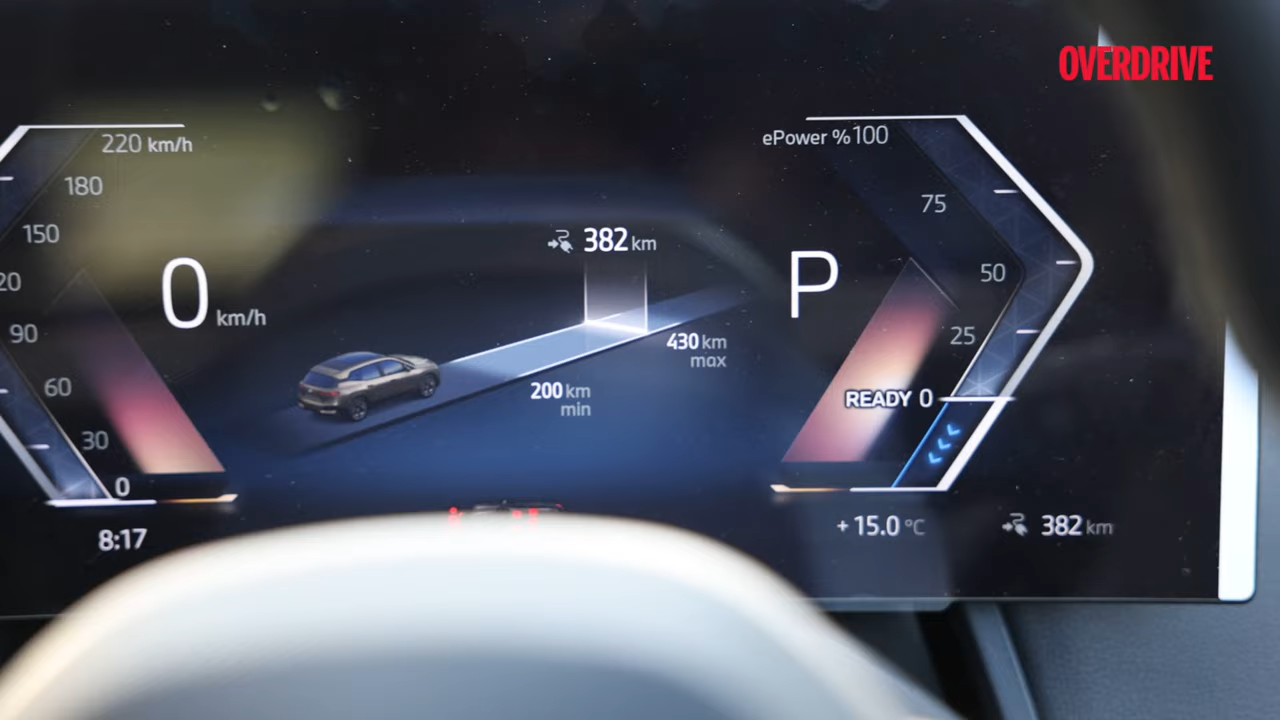 OVERDRIVE
220 km/h
180
150
20
90
60
30
0
0 km/h
8:17
382 km
430 km
max
200 km
min
ePower %100
75
50
25
READY 0
P
+ 15.0 °C
382 km